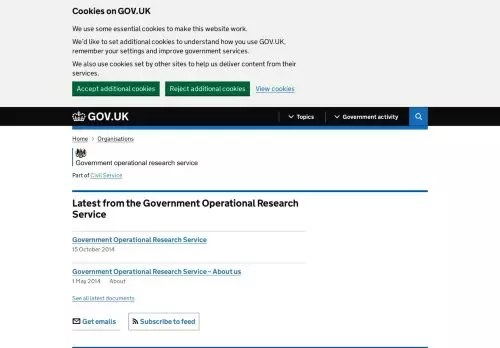 Cookies on GOV.UK
We use some essential cookies to make this website work.
We'd like to set additional cookies to understand how you use GOV.UK,
remember your settings and improve government services.
We also use cookies set by other sites to help us deliver content from their
services.
Accept additional cookies Reject additional cookies View cookies
GOV.UK Topics Government activity
Home Organisations
Government operational research service
Part of Civil Service
Latest from the Government Operational Research
Service
Government Operational Research Service
15 October 2014
Government Operational Research Service – About us
1 May 2014 About
See all latest documents
Get emails Subscribe to feed